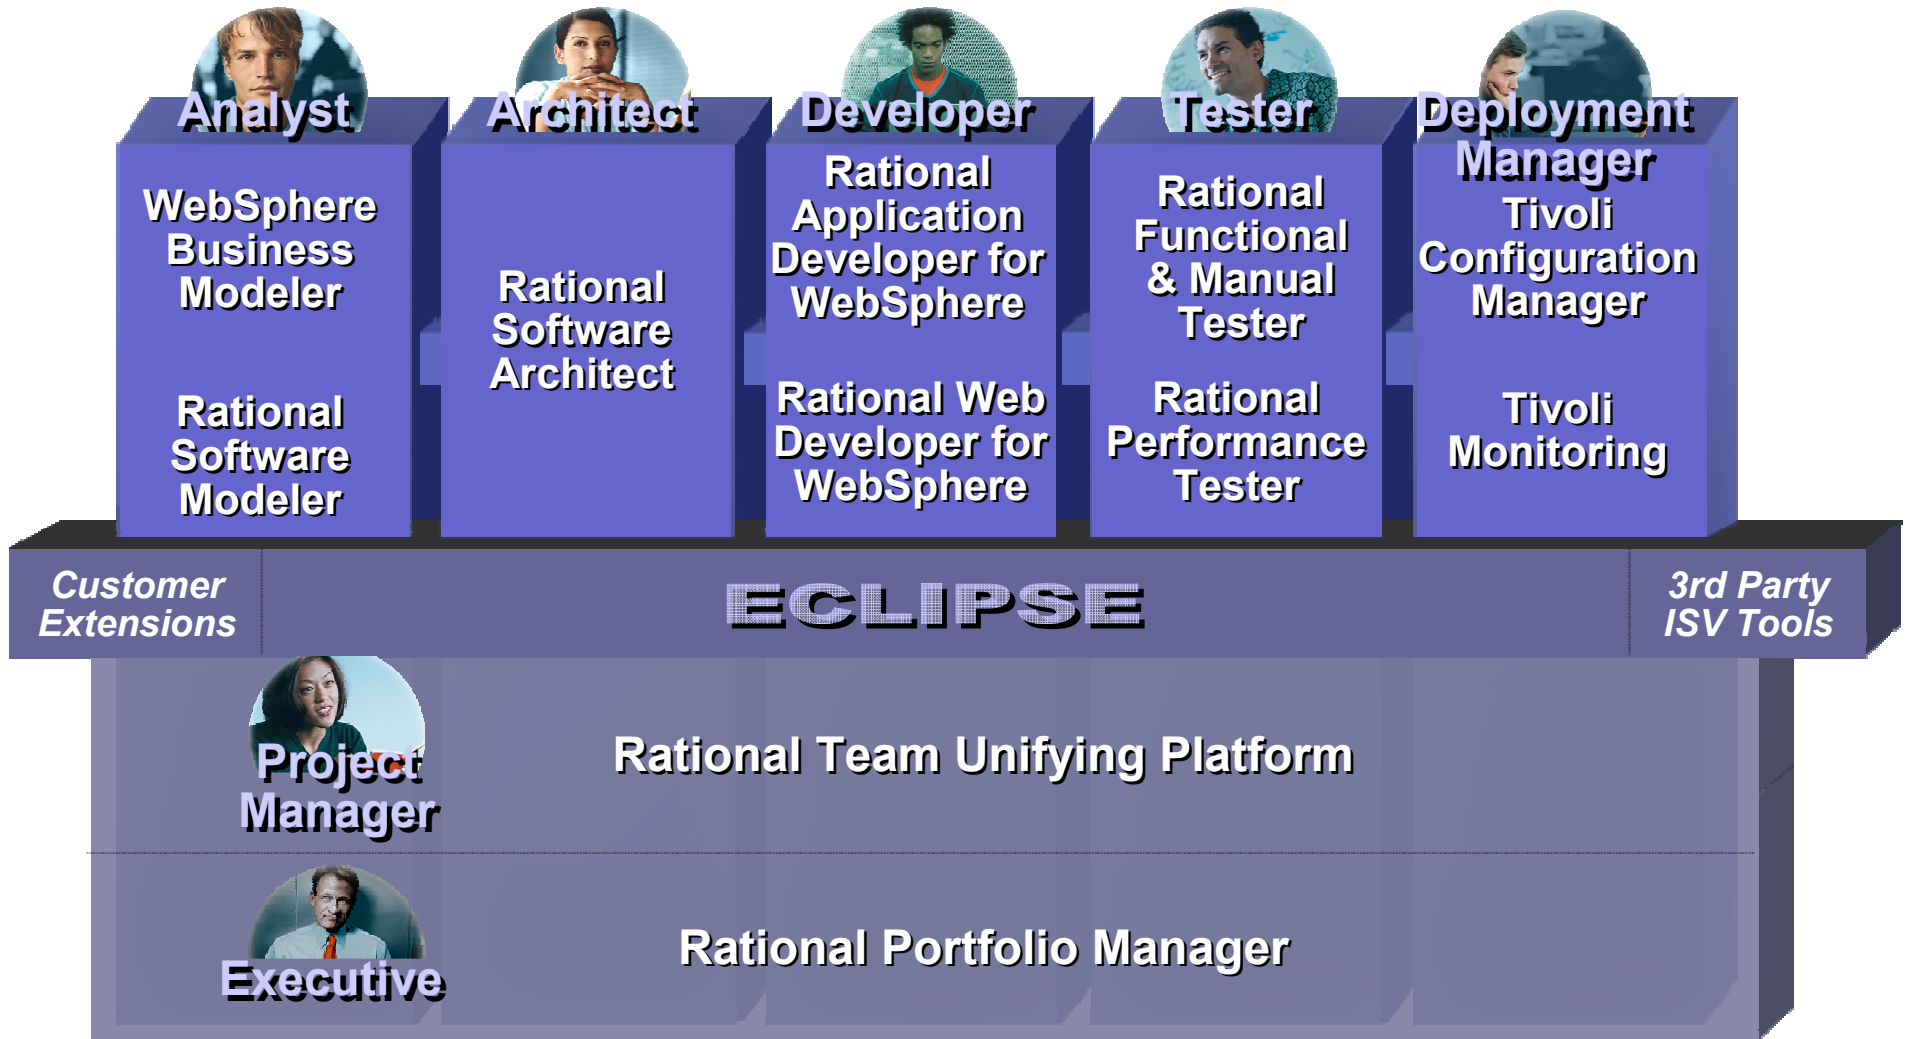 Analyst
WebSphere
Business
Modeler
Rational
Software
Modeler
Architect
Rational
Software
Architect
Developer
Rational
Application
Developer for
WebSphere
Rational Web
Developer for
WebSphere
Tester
Rational
Functional
& Manual
Tester
Rational
Performance
Tester
Deployment
Manager
Tivoli
Configuration
Manager
Tivoli
Monitoring
Customer
Extensions
ECLIPSE
3rd Party
ISV Tools
Project
Manager
Rational Team Unifying Platform
Executive
Rational Portfolio Manager